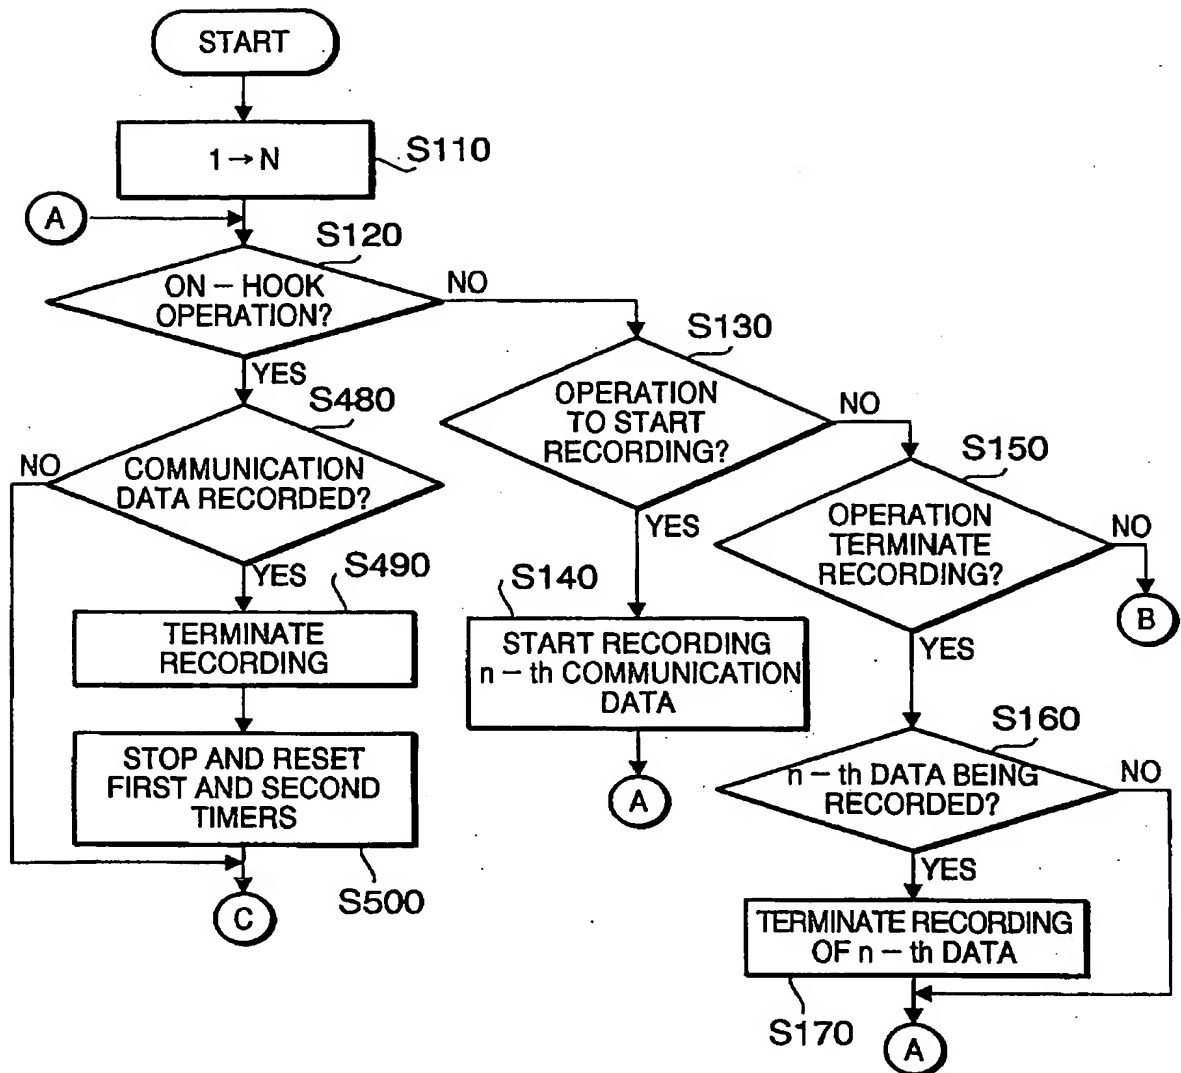 START
1→N
S110
A
S120
ON – HOOK
OPERATION?
NO
YES
S130
OPERATION
TO START
RECORDING?
NO
YES
S480
COMMUNICATION
DATA RECORDED?
NO
YES
S150
OPERATION
TERMINATE
RECORDING?
NO
YES
B
S490
TERMINATE
RECORDING
S140
START RECORDING
n – th COMMUNICATION
DATA
A
S160
n – th DATA BEING
RECORDED?
NO
YES
STOP AND RESET
FIRST AND SECOND
TIMERS
S500
C
TERMINATE RECORDING
OF n – th DATA
S170
A